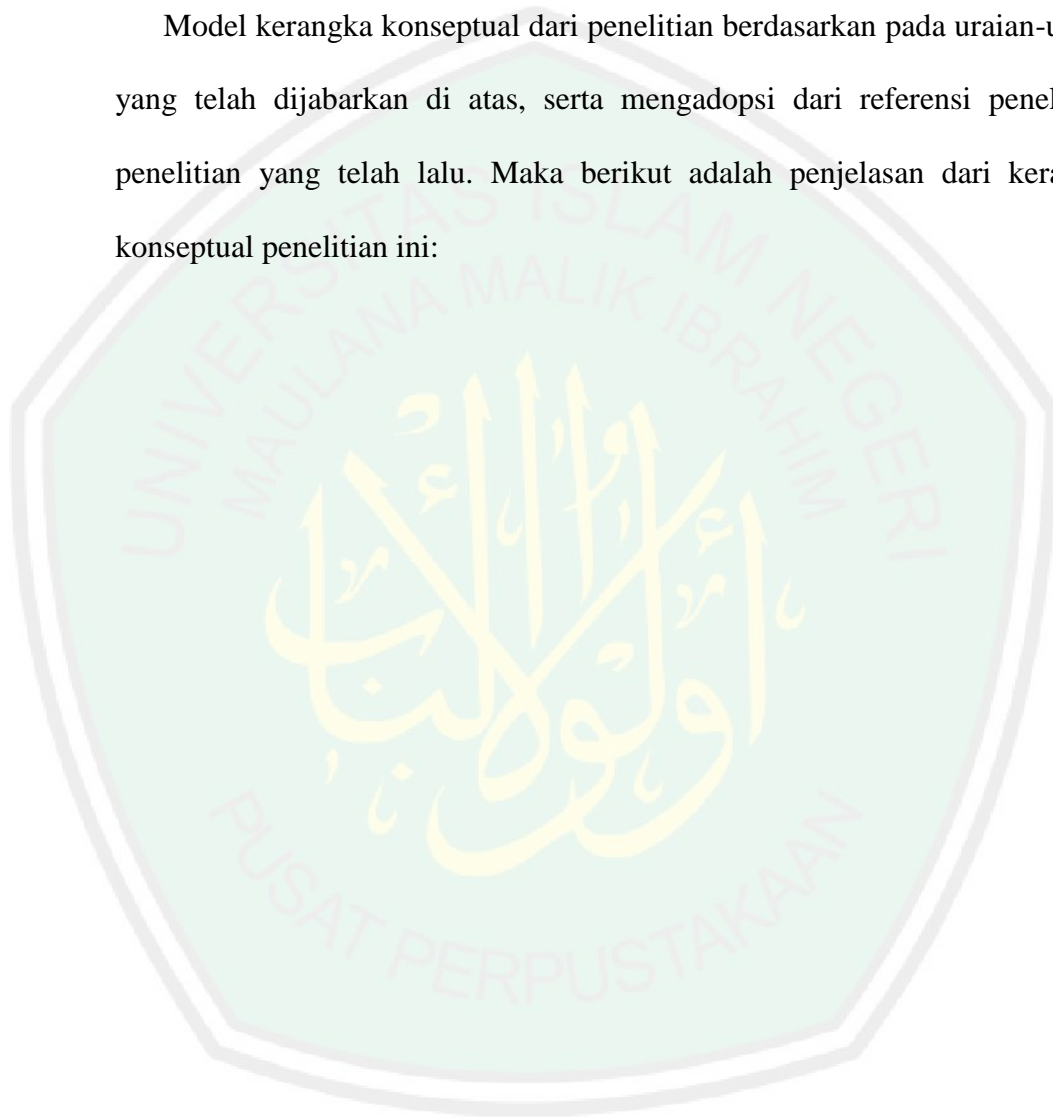 Model kerangka konseptual dari penelitian berdasarkan pada uraian-u
yang telah dijabarkan di atas, serta mengadopsi dari referensi penel
penelitian yang telah lalu. Maka berikut adalah penjelasan dari kera
konseptual penelitian ini:
UNIVERSITAS ISLAM NEGERI
MAULANA MALIK IBRAHIM
أولو الألباب
PUSAT PERPUSTAKAAN